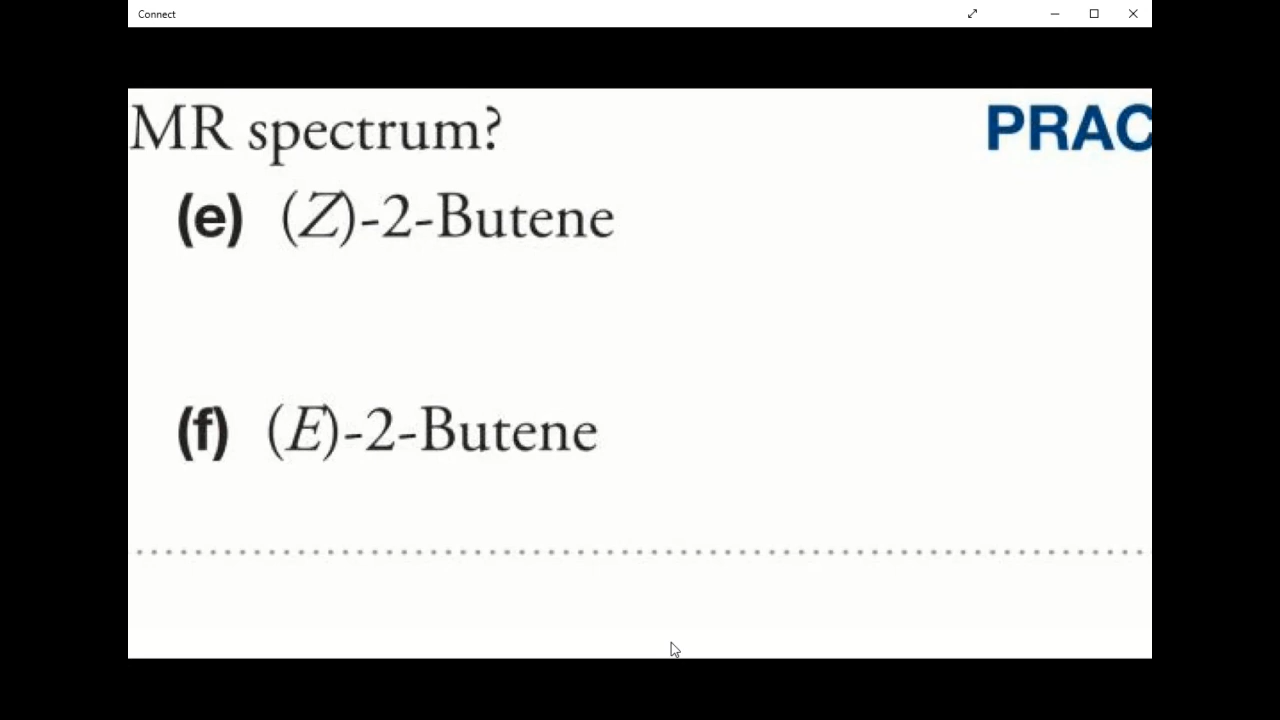 Connect
MR spectrum? PRAC
(e) (Z)-2-Butene
(f) (E)-2-Butene